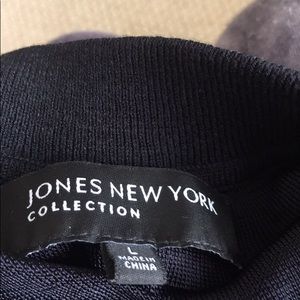 JONES NEW YORK
COLLECTION
L
MADE IN
CHINA